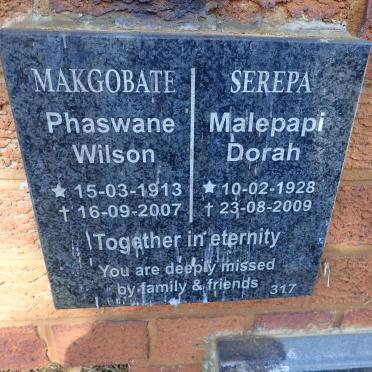 MAKGOBATE SEREPA
Phaswane Malepapi
Wilson Dorah
★ 15-03-1913 ★ 10-02-1928
† 16-09-2007 † 23-08-2009
Together in eternity
You are deeply missed
by family & friends 317